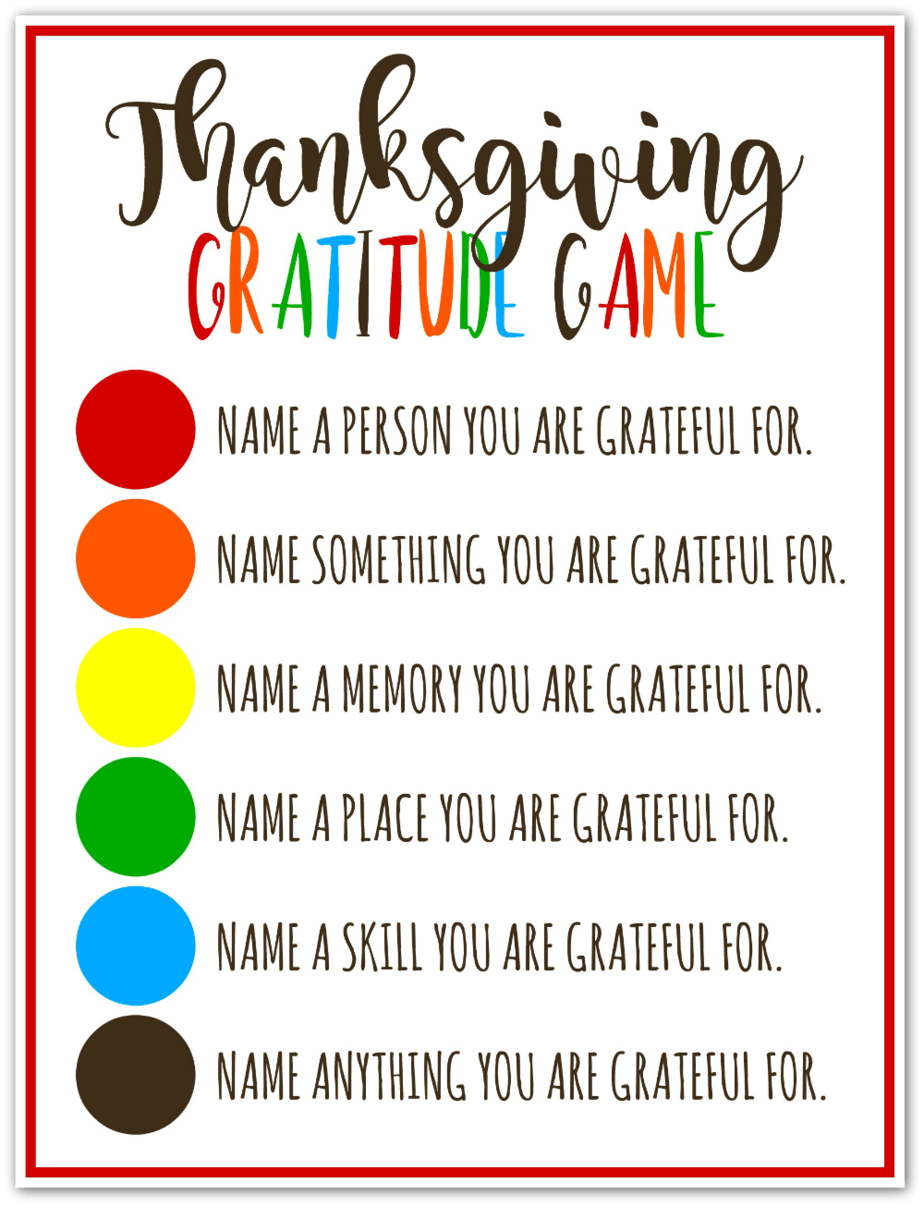 Thanksgiving
GRATITUDE GAME
NAME A PERSON YOU ARE GRATEFUL FOR.
NAME SOMETHING YOU ARE GRATEFUL FOR.
NAME A MEMORY YOU ARE GRATEFUL FOR.
NAME A PLACE YOU ARE GRATEFUL FOR.
NAME A SKILL YOU ARE GRATEFUL FOR.
NAME ANYTHING YOU ARE GRATEFUL FOR.